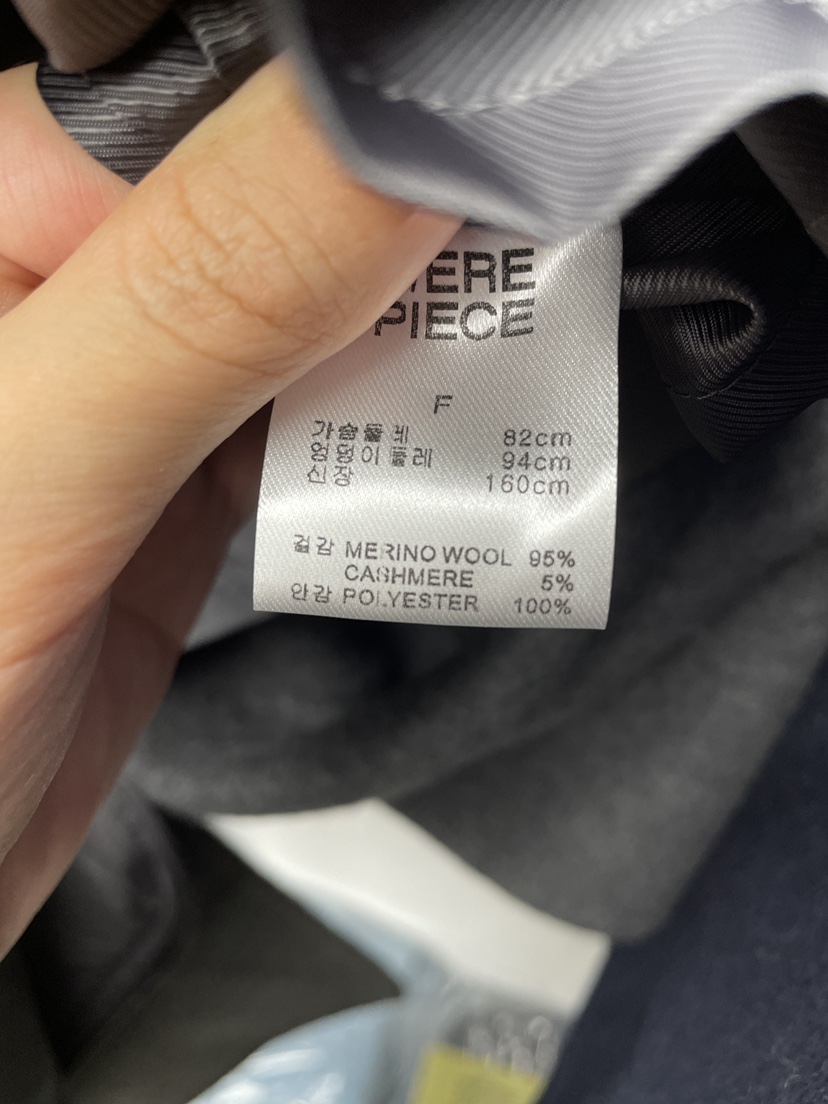 PIECE
F
가슴둘레 82cm
엉덩이둘레 94cm
신장 160cm
겉감 MERINO WOOL 95%
CASHMERE 5%
안감 POLYESTER 100%